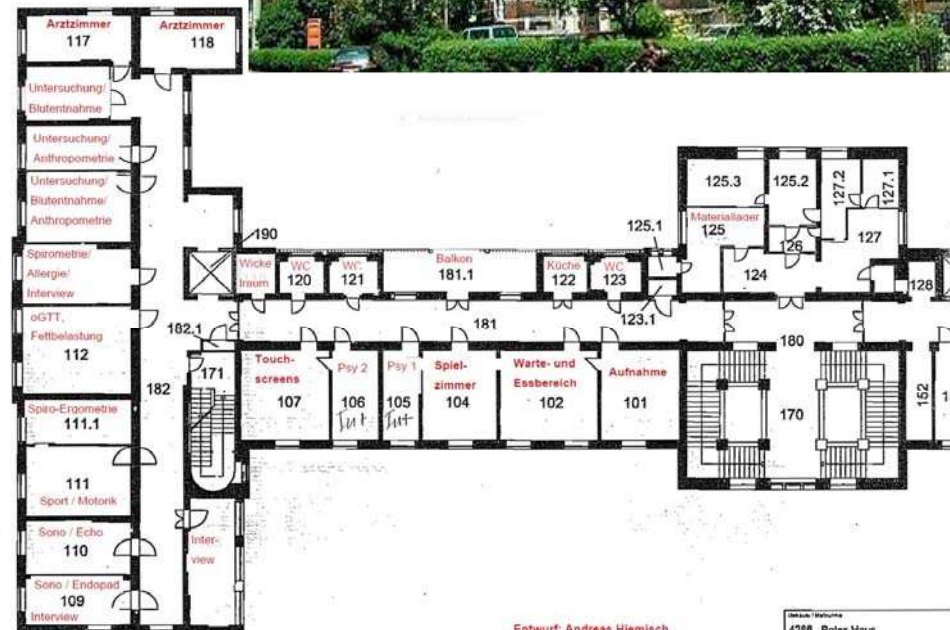 Arztzimmer
117
Arztzimmer
118
Untersuchung/
Blutentnahme
Untersuchung/
Anthropometrie
Untersuchung/
Blutentnahme/
Anthropometrie
Spirometrie/
Allergie/
Interview
oGTT,
Fettbelastung
112
Spiro-Ergometrie
111.1
111
Sport / Motorik
Sono / Echo
110
Sono / Endopad
109
Interview
182.1
182
171
Inter-
view
190
Wicke
lraum
WC
120
WC
121
Balkon
181.1
Küche
122
WC
123
125.1
123.1
181
Touch-
screens
107
Psy 2
106
Int
Psy 1
105
Int
Spiel-
zimmer
104
Warte- und
Essbereich
102
Aufnahme
101
125.3
125.2
127.2
127.1
Materiallager
125
126
127
124
128
180
170
152
Entwurf: Andreas Hiemisch